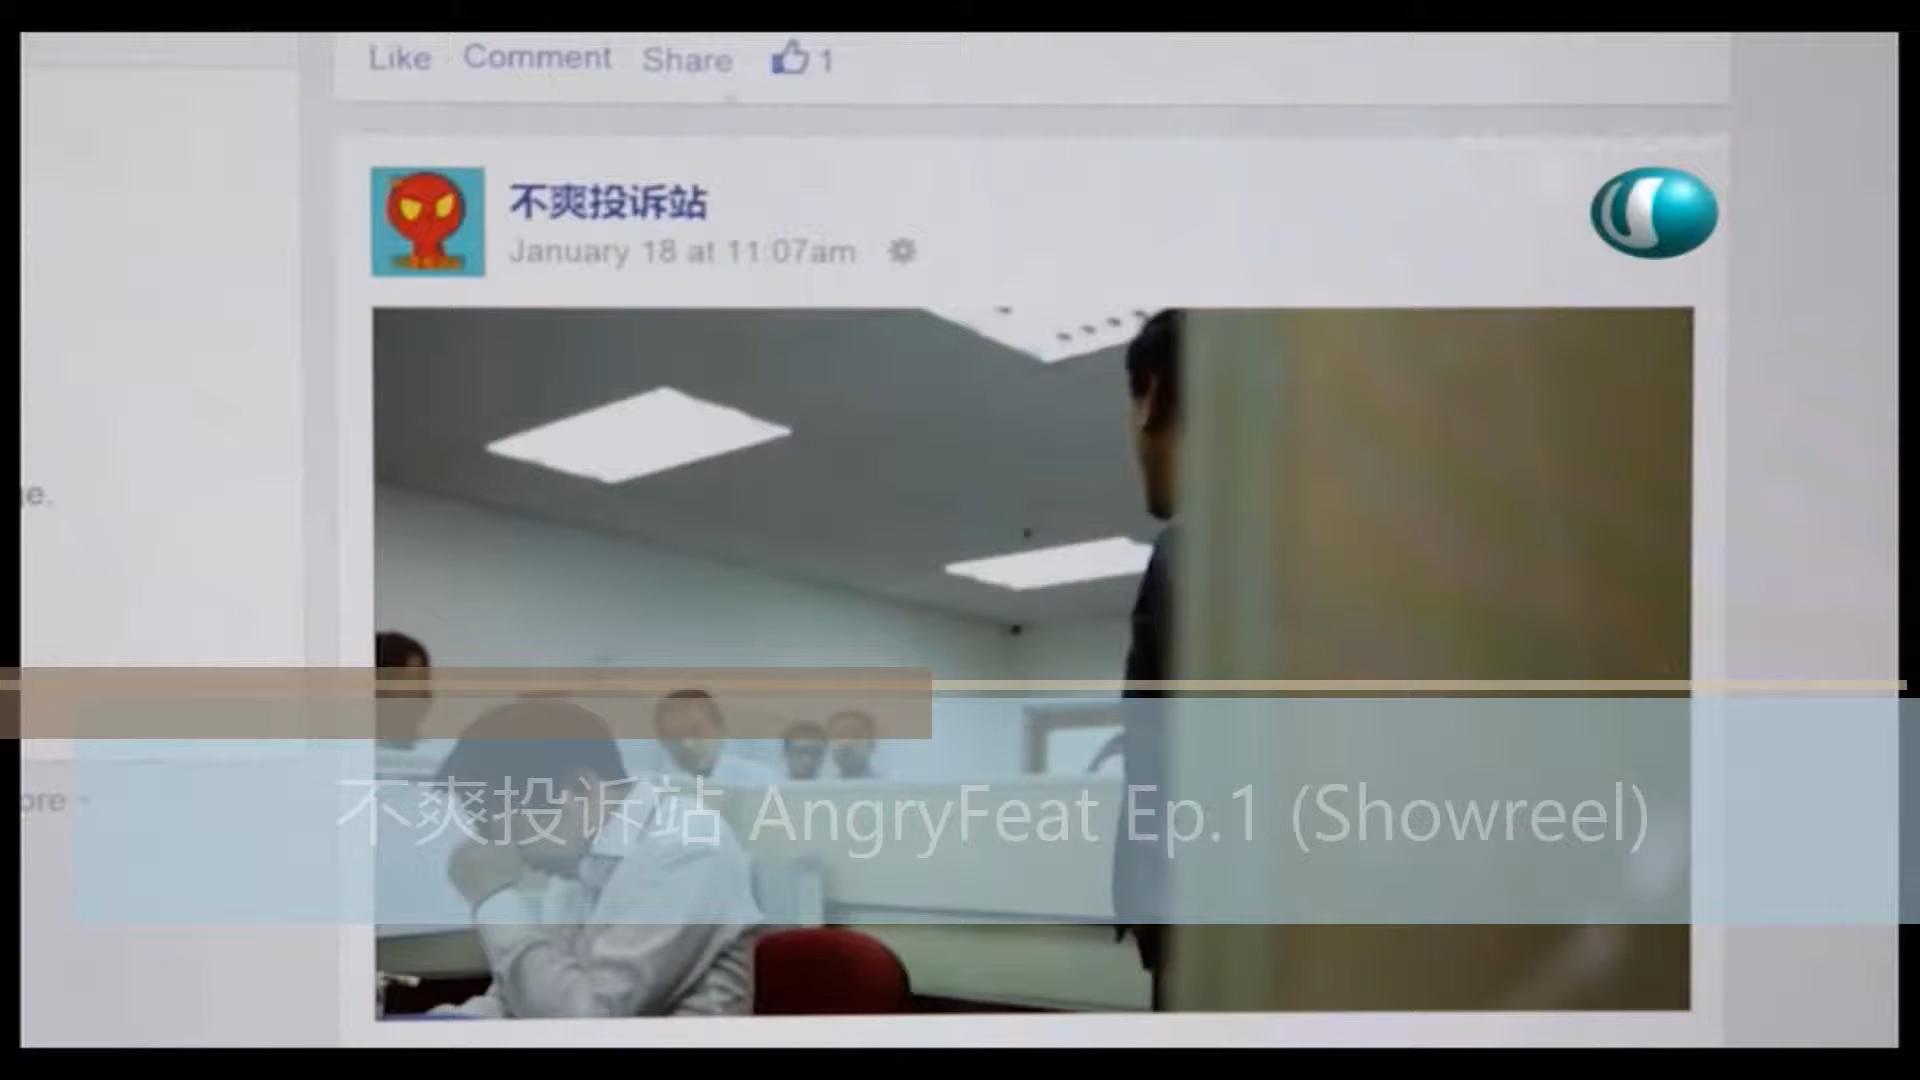 Like Comment Share 1
不爽投诉站
January 18 at 11:07am
不爽投诉站 AngryFeat Ep.1 (Showreel)